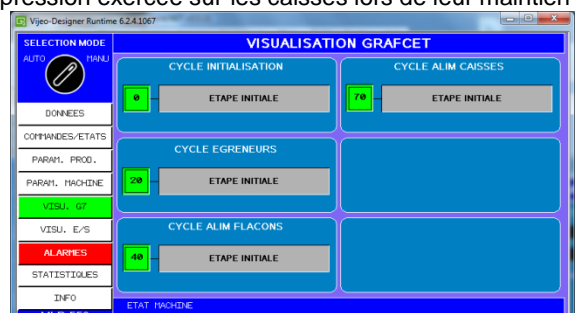 pression exercée sur les caisses lors de leur maintien
Vijeo-Designer Runtime 6.2.4.1067
SELECTION MODE
AUTO MANU
VISUALISATION GRAFCET
CYCLE INITIALISATION
0 ETAPE INITIALE
CYCLE ALIM CAISSES
70 ETAPE INITIALE
CYCLE EGRENEURS
20 ETAPE INITIALE
CYCLE ALIM FLACONS
40 ETAPE INITIALE
DONNEES
COMMANDES/ETATS
PARAM. PROD.
PARAM. MACHINE
VISU. G7
VISU. E/S
ALARMES
STATISTIQUES
INFO
ETAT MACHINE